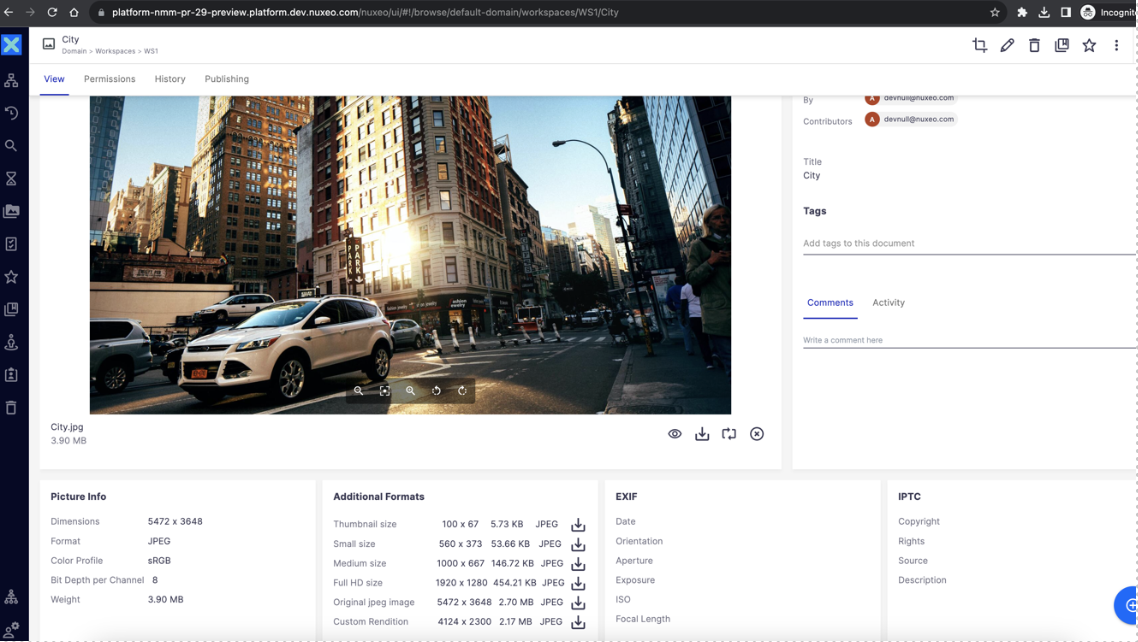 platform-nmm-pr-29-preview.platform.dev.nuxeo.com/nuxeo/ui/#!/browse/default-domain/workspaces/WS1/City
Incognito
City
Domain > Workspaces > WS1
View Permissions History Publishing
PARK
PARK
By devnull@nuxeo.com
Contributors A devnull@nuxeo.com
Title
City
Tags
Add tags to this document
Comments Activity
Write a comment here
City.jpg
3.90 MB
Picture Info
Dimensions 5472 x 3648
Format JPEG
Color Profile sRGB
Bit Depth per Channel 8
Weight 3.90 MB
Additional Formats
Thumbnail size 100 x 67 5.73 KB JPEG
Small size 560 x 373 53.66 KB JPEG
Medium size 1000 x 667 146.72 KB JPEG
Full HD size 1920 x 1280 454.21 KB JPEG
Original jpeg image 5472 x 3648 2.70 MB JPEG
Custom Rendition 4124 x 2300 2.17 MB JPEG
EXIF
Date
Orientation
Aperture
Exposure
ISO
Focal Length
IPTC
Copyright
Rights
Source
Description